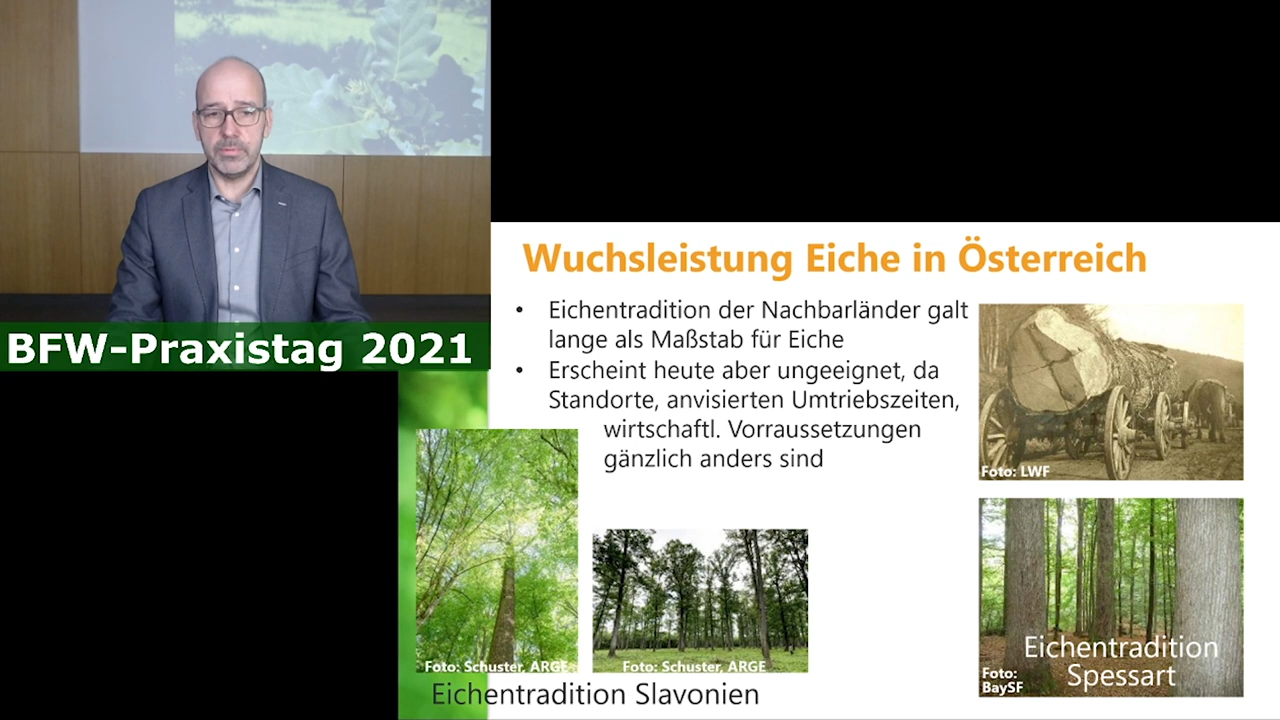 BFW-Praxistag 2021
Wuchsleistung Eiche in Österreich
• Eichentradition der Nachbarländer galt
lange als Maßstab für Eiche
• Erscheint heute aber ungeeignet, da
Standorte, anvisierten Umtriebszeiten,
wirtschaftl. Vorraussetzungen
gänzlich anders sind
Foto: LWF
Foto: Schuster, ARGE
Foto: Schuster, ARGE
Eichentradition Slavonien
Eichentradition
Spessart
Foto:
BaySF